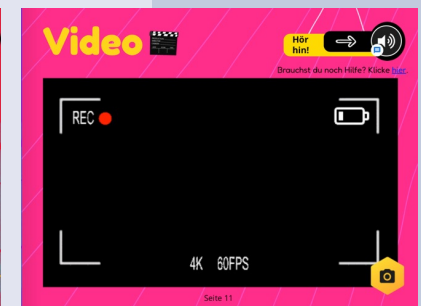 Video
Hör
hin!
Brauchst du noch Hilfe? Klicke hier.
REC
4K 60FPS
Seite 11